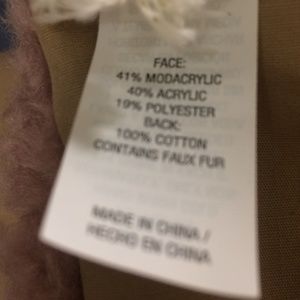 FACE:
41% MODACRYLIC
40% ACRYLIC
19% POLYESTER
BACK:
100% COTTON
CONTAINS FAUX FUR
MADE IN CHINA /
HECHO EN CHINA